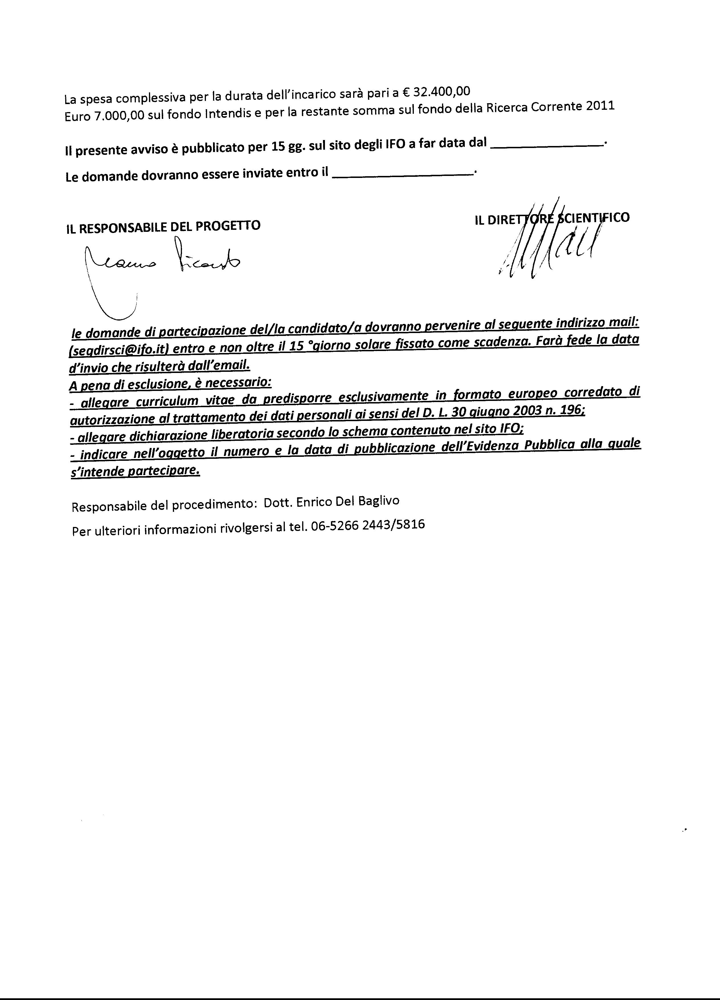 La spesa complessiva per la durata dell'incarico sarà pari a € 32.400,00
Euro 7.000,00 sul fondo Intendis e per la restante somma sul fondo della Ricerca Corrente 2011
Il presente avviso è pubblicato per 15 gg. sul sito degli IFO a far data dal ________________.
Le domande dovranno essere inviate entro il ____________________.
IL RESPONSABILE DEL PROGETTO
IL DIRETTORE SCIENTIFICO
le domande di partecipazione del/la candidato/a dovranno pervenire al seguente indirizzo mail:
(segdirsci@ifo.it) entro e non oltre il 15 °giorno solare fissato come scadenza. Farà fede la data
d'invio che risulterà dall'email.
A pena di esclusione, è necessario:
- allegare curriculum vitae da predisporre esclusivamente in formato europeo corredato di
autorizzazione al trattamento dei dati personali ai sensi del D. L. 30 giugno 2003 n. 196;
- allegare dichiarazione liberatoria secondo lo schema contenuto nel sito IFO;
- indicare nell'oggetto il numero e la data di pubblicazione dell'Evidenza Pubblica alla quale
s'intende partecipare.
Responsabile del procedimento: Dott. Enrico Del Baglivo
Per ulteriori informazioni rivolgersi al tel. 06-5266 2443/5816